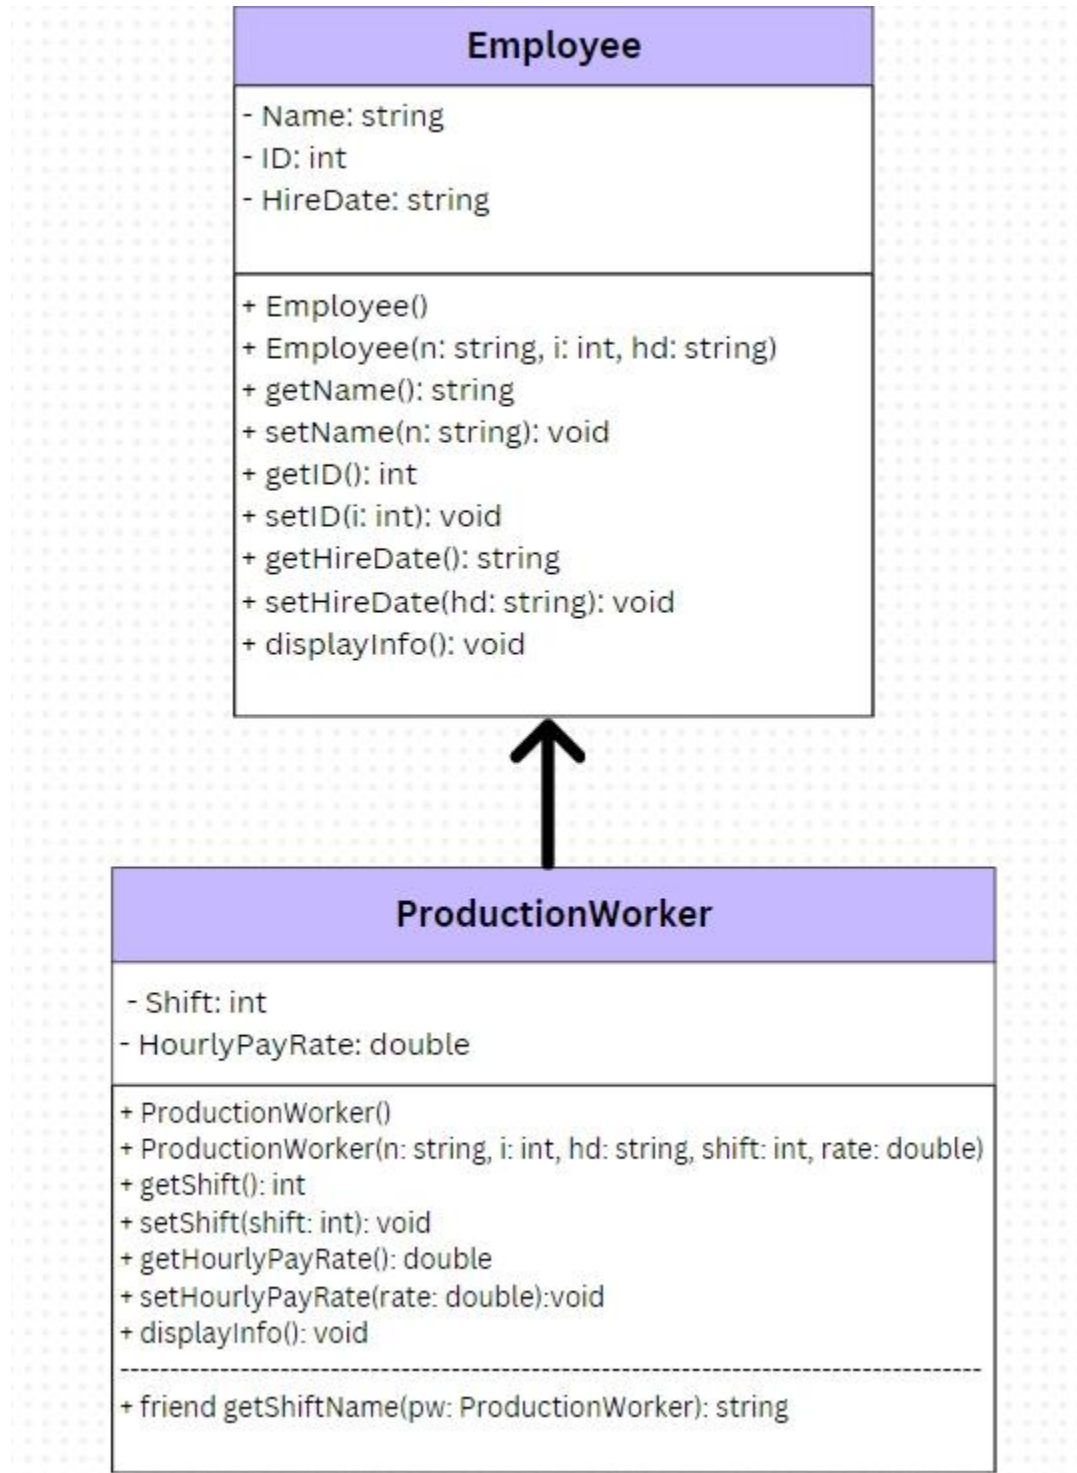 Employee
- Name: string
- ID: int
- HireDate: string
+ Employee()
+ Employee(n: string, i: int, hd: string)
+ getName(): string
+ setName(n: string): void
+ getID(): int
+ setID(i: int): void
+ getHireDate(): string
+ setHireDate(hd: string): void
+ displayInfo(): void
ProductionWorker
- Shift: int
- HourlyPayRate: double
+ ProductionWorker()
+ ProductionWorker(n: string, i: int, hd: string, shift: int, rate: double)
+ getShift(): int
+ setShift(shift: int): void
+ getHourlyPayRate(): double
+ setHourlyPayRate(rate: double):void
+ displayInfo(): void
+ friend getShiftName(pw: ProductionWorker): string